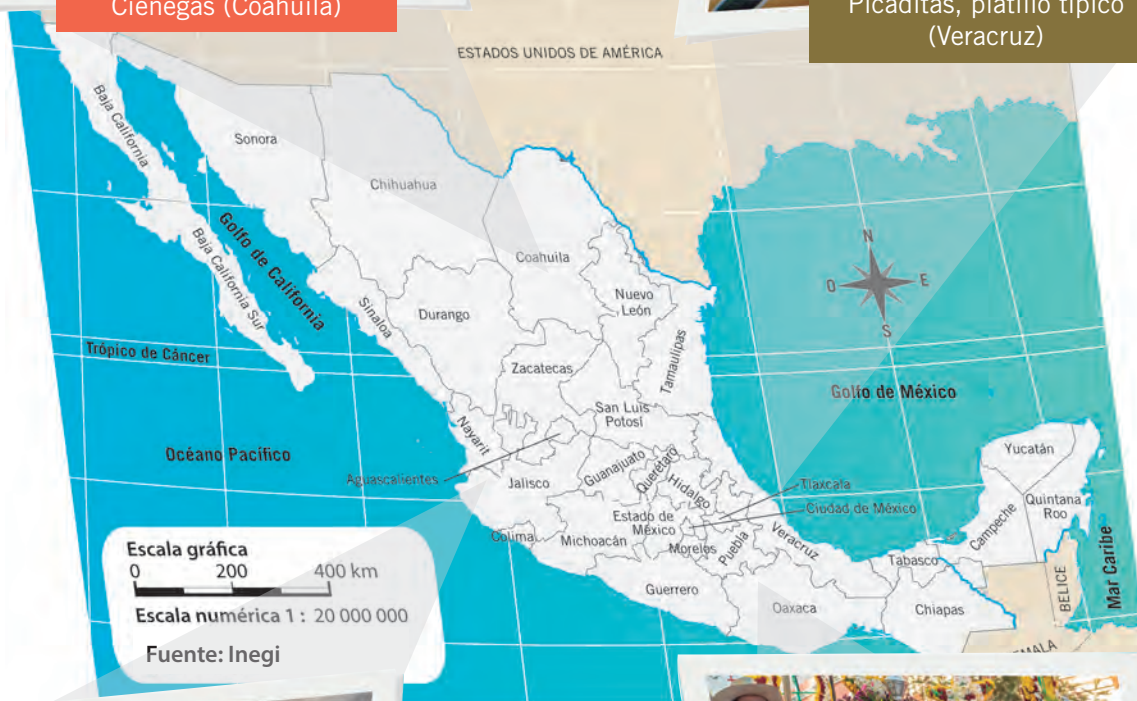 Ciénegas (Coahuila)
Picaditas, platillo típico
(Veracruz)
ESTADOS UNIDOS DE AMÉRICA
Baja California
Sonora
Chihuahua
Golfo de California
Baja California Sur
Coahuila
N
O
E
S
Nuevo
León
Sinaloa
Durango
Tamaulipas
Trópico de Cáncer
Zacatecas
Golfo de México
San Luis
Potosí
Nayarit
Océano Pacífico
Yucatán
Aguascalientes
Jalisco
Guanajuato
Querétaro
Hidalgo
Tlaxcala
Ciudad de México
Quintana
Roo
Campeche
Estado de
México
Colima
Michoacán
Morelos
Puebla
Veracruz
Tabasco
Mar Caribe
BELICE
Guerrero
Oaxaca
Chiapas
EMALA
Escala gráfica
0 200 400 km
Escala numérica 1 : 20 000 000
Fuente: Inegi